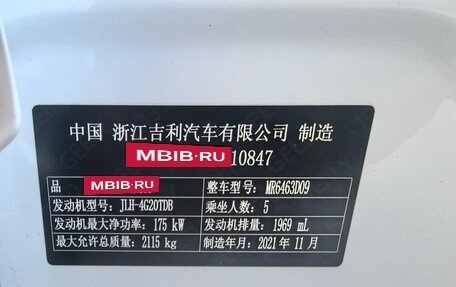 中国 浙江吉利汽车有限公司 制造
MBIB.RU 10847
品 MBIB.RU 整车型号: MR6463D09
发动机型号: JLH-4G20TDB 乘坐人数: 5
发动机最大净功率: 175 kW 发动机排量: 1969 mL
最大允许总质量: 2115 kg 制造年月: 2021 年 11 月